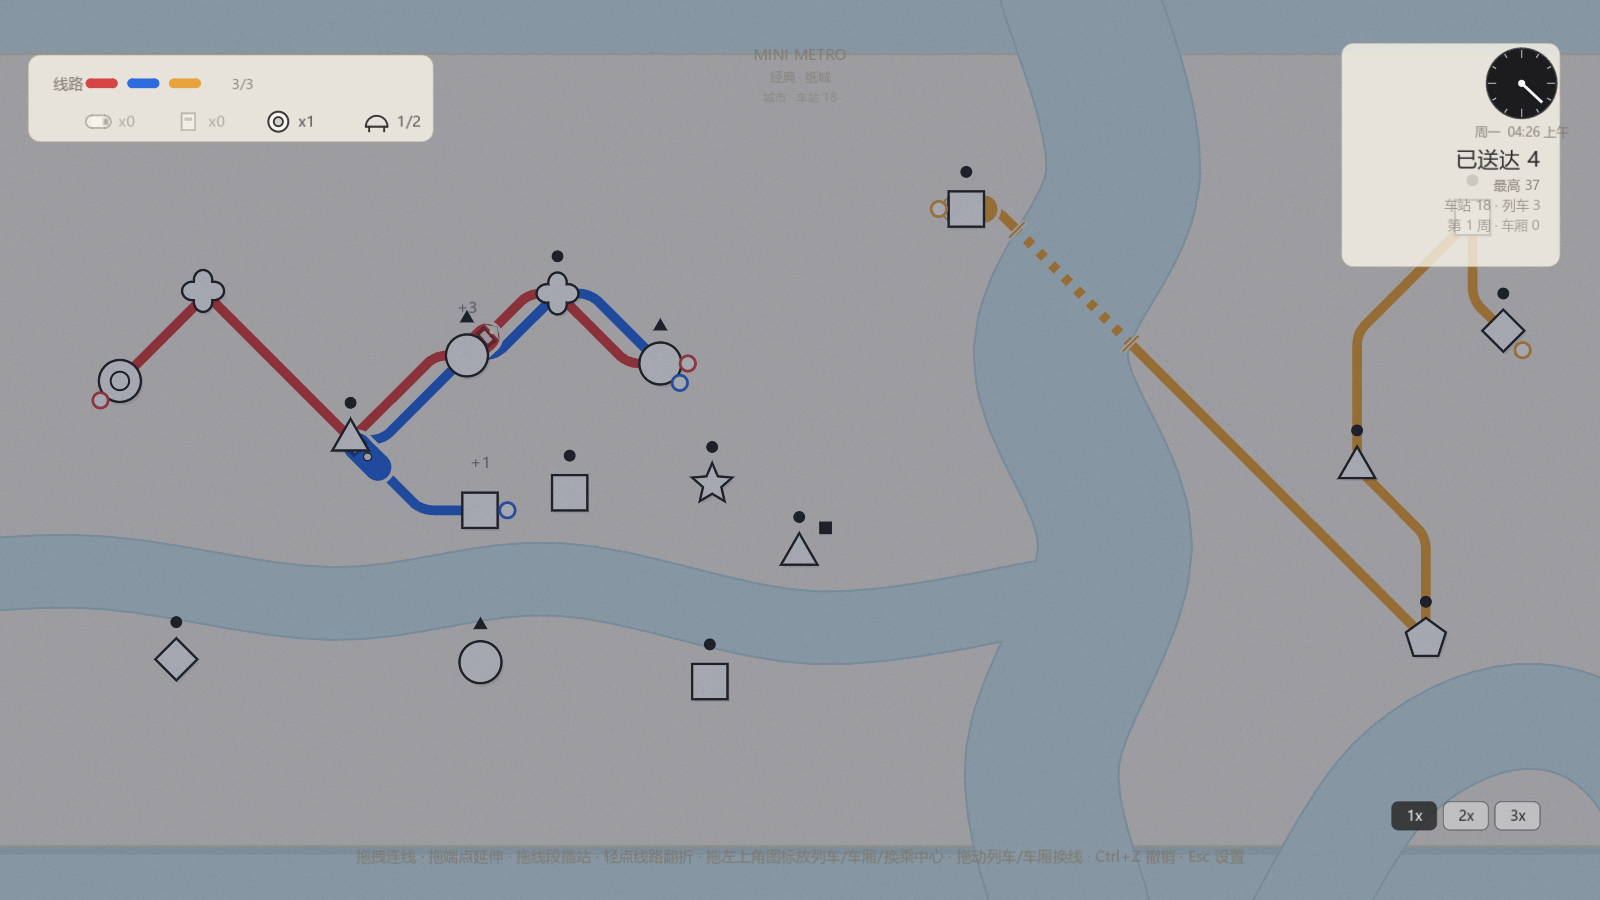 线路 3/3
x0 x0 x1 1/2
MINI METRO
经典 · 纸城
城市 · 车站 18
周一 04:26 上午
已送达 4
最高 37
车站 18 · 列车 3
第 1 周 · 车厢 0
+3
+1
1x 2x 3x
拖拽连线 · 拖端点延伸 · 拖线段插站 · 轻点线路翻折 · 拖左上角图标放列车/车厢/换乘中心 · 拖动列车/车厢换线 · Ctrl+Z 撤销 · Esc 设置